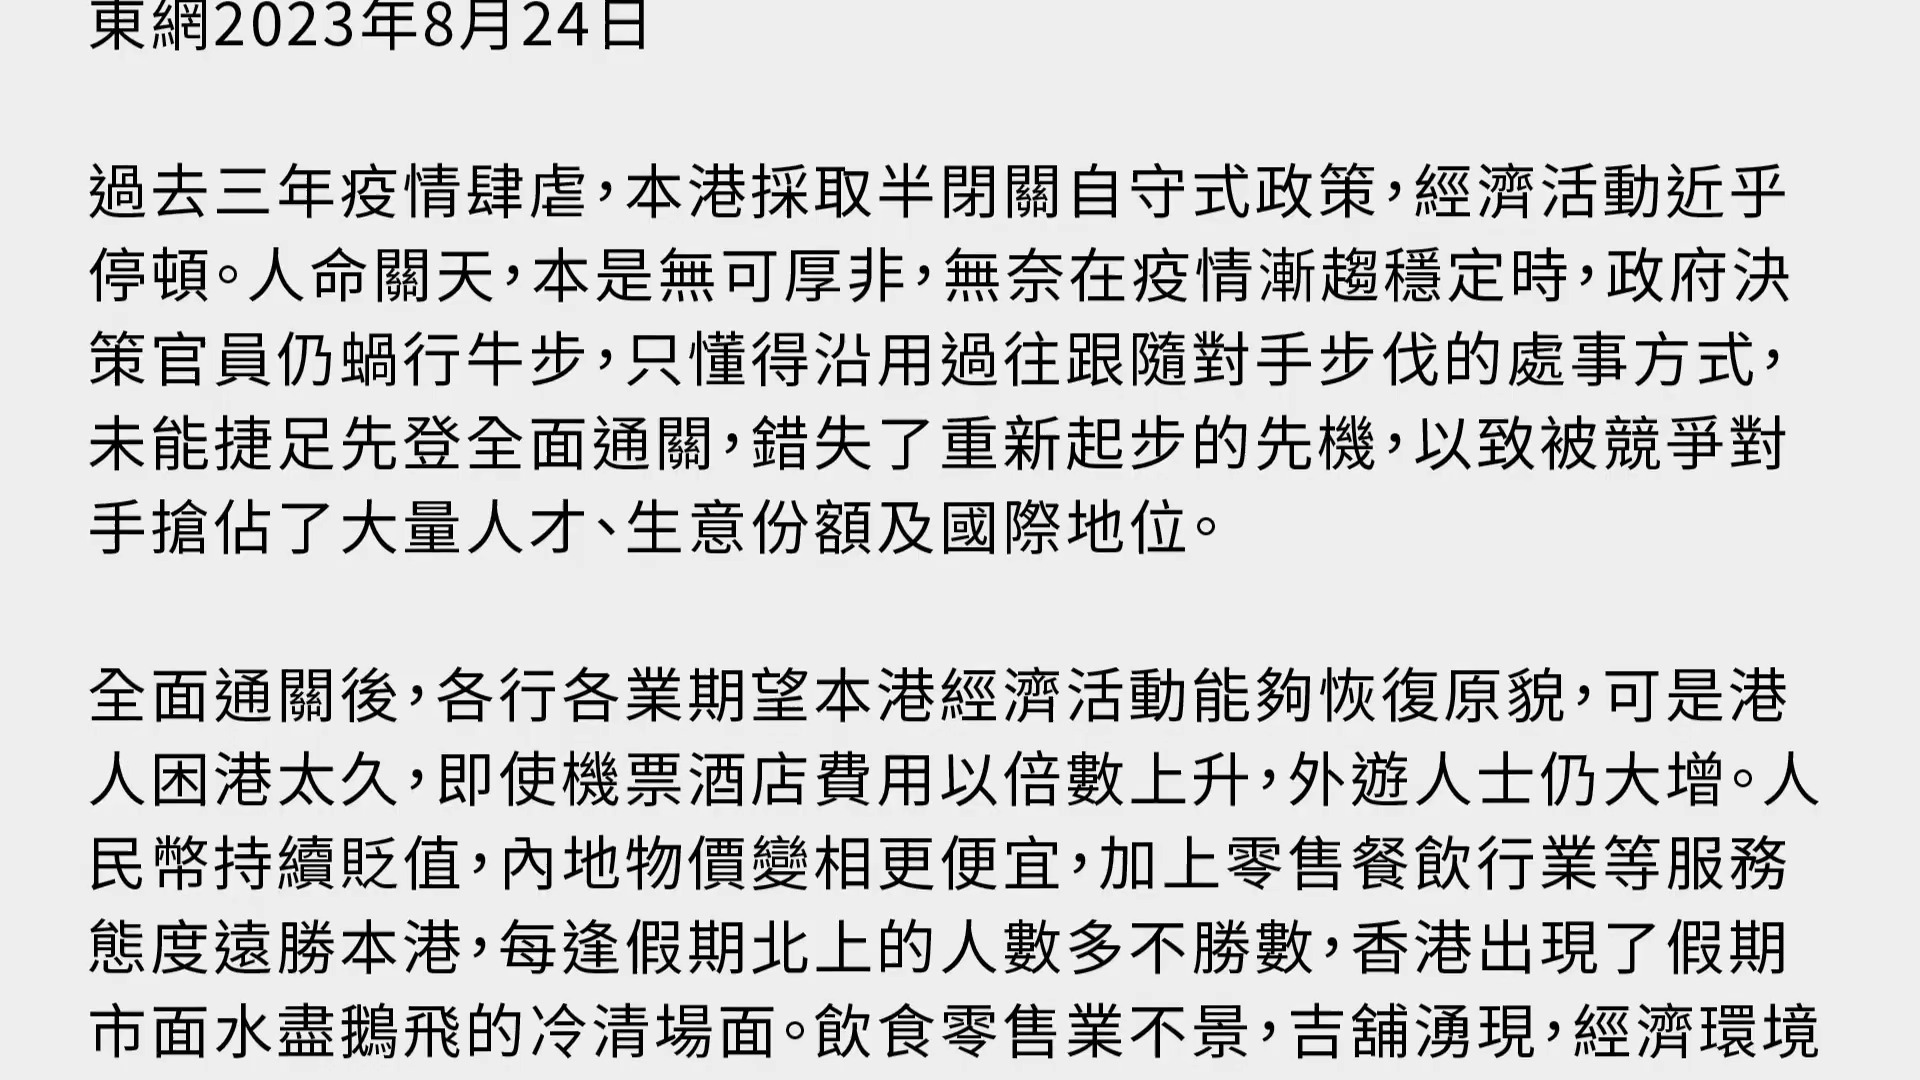 東網2023年8月24日
過去三年疫情肆虐，本港採取半閉關自守式政策，經濟活動近乎
停頓。人命關天，本是無可厚非，無奈在疫情漸趨穩定時，政府決
策官員仍蝸行牛步，只懂得沿用過往跟隨對手步伐的處事方式，
未能捷足先登全面通關，錯失了重新起步的先機，以致被競爭對
手搶佔了大量人才、生意份額及國際地位。
全面通關後，各行各業期望本港經濟活動能夠恢復原貌，可是港
人困港太久，即使機票酒店費用以倍數上升，外遊人士仍大增。人
民幣持續貶值，內地物價變相更便宜，加上零售餐飲行業等服務
態度遠勝本港，每逢假期北上的人數多不勝數，香港出現了假期
市面水盡鵝飛的冷清場面。飲食零售業不景，吉舖湧現，經濟環境